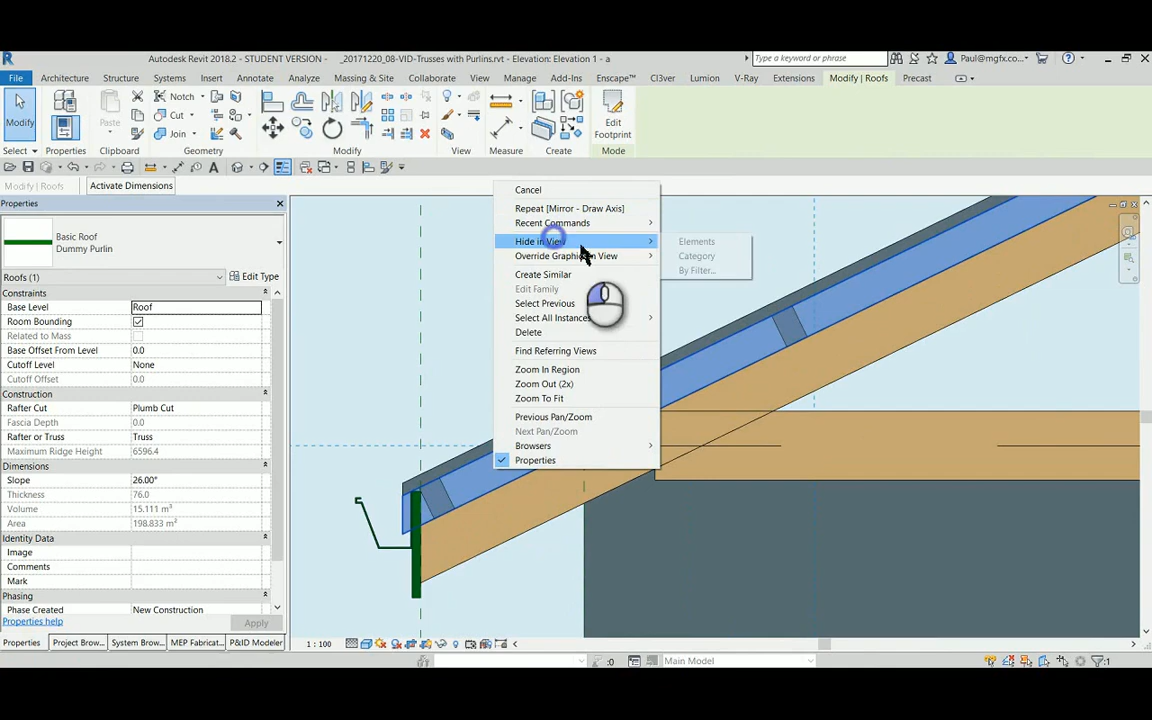 Autodesk Revit 2018.2 - STUDENT VERSION - _20171220_08-VID-Trusses with Purlins.rvt - Elevation: Elevation 1 - a
Type a keyword or phrase
Paul@mgfx.co...
File Architecture Structure Systems Insert Annotate Analyze Massing & Site Collaborate View Manage Add-Ins Enscape™ CI3ver Lumion V-Ray Extensions Modify | Roofs Precast
Modify
Paste
Notch
Cut
Join
Edit
Footprint
Select Properties Clipboard Geometry Modify View Measure Create Mode
Modify | Roofs Activate Dimensions
Properties
Basic Roof
Dummy Purlin
Roofs (1) Edit Type
Constraints
Base Level Roof
Room Bounding
Related to Mass
Base Offset From Level 0.0
Cutoff Level None
Cutoff Offset 0.0
Construction
Rafter Cut Plumb Cut
Fascia Depth 0.0
Rafter or Truss Truss
Maximum Ridge Height 6596.4
Dimensions
Slope 26.00°
Thickness 76.0
Volume 15.111 m³
Area 198.833 m²
Identity Data
Image
Comments
Mark
Phasing
Phase Created New Construction
Properties help Apply
Properties Project Brow... System Brow... MEP Fabricat... P&ID Modeler
Cancel
Repeat [Mirror - Draw Axis]
Recent Commands
Hide in View
Override Graphics in View
Create Similar
Edit Family
Select Previous
Select All Instances
Delete
Find Referring Views
Zoom In Region
Zoom Out (2x)
Zoom To Fit
Previous Pan/Zoom
Next Pan/Zoom
Browsers
Properties
Elements
Category
By Filter...
1 : 100
:0 Main Model :1